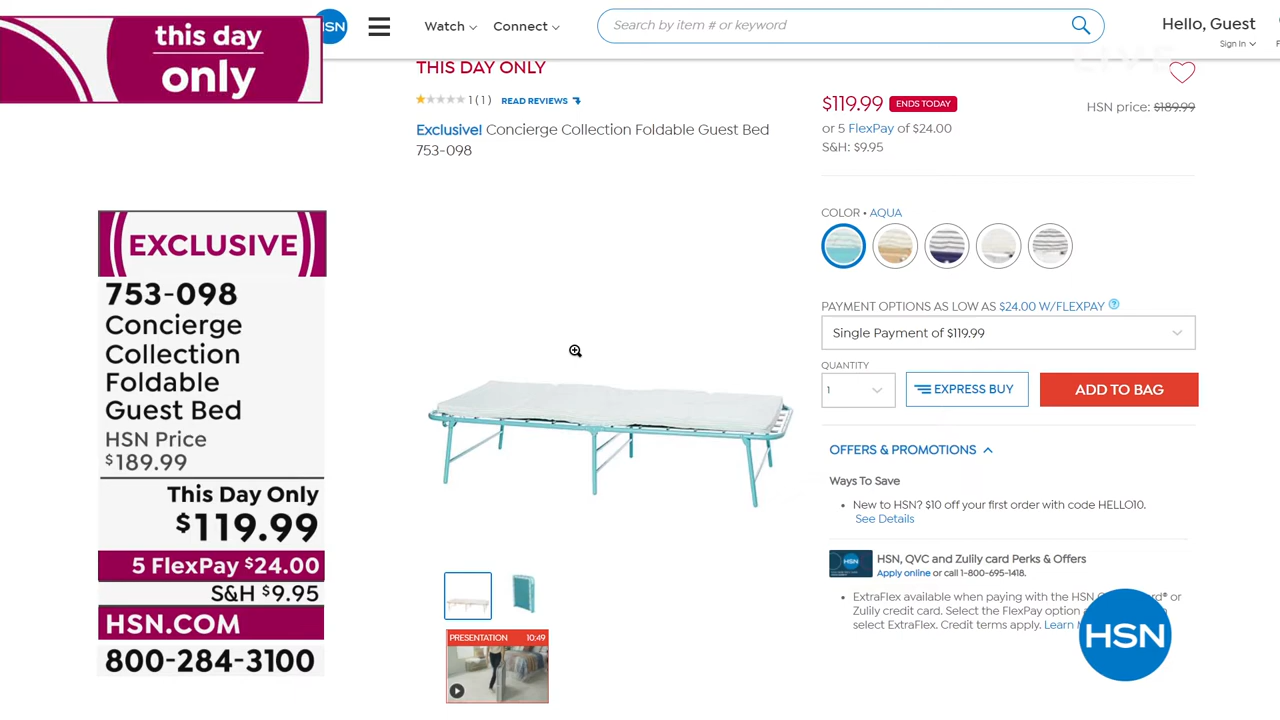 this day
only
HSN
Watch
Connect
Search by item # or keyword
Hello, Guest
Sign In
LIVE
THIS DAY ONLY
1 ( 1 )
READ REVIEWS
Exclusive! Concierge Collection Foldable Guest Bed
753-098
$119.99
ENDS TODAY
HSN price: $189.99
or 5 FlexPay of $24.00
S&H: $9.95
COLOR • AQUA
PAYMENT OPTIONS AS LOW AS $24.00 W/FLEXPAY
Single Payment of $119.99
QUANTITY
1
EXPRESS BUY
ADD TO BAG
OFFERS & PROMOTIONS
Ways To Save
• New to HSN? $10 off your first order with code HELLO10.
See Details
HSN
HSN, QVC and Zulily card Perks & Offers
Apply online or call 1-800-695-1418.
• ExtraFlex available when paying with the HSN
Zulily credit card. Select the FlexPay option
select ExtraFlex. Credit terms apply. Learn
HSN
PRESENTATION 10:49
EXCLUSIVE
753-098
Concierge
Collection
Foldable
Guest Bed
HSN Price
$189.99
This Day Only
$119.99
5 FlexPay $24.00
S&H $9.95
HSN.COM
800-284-3100